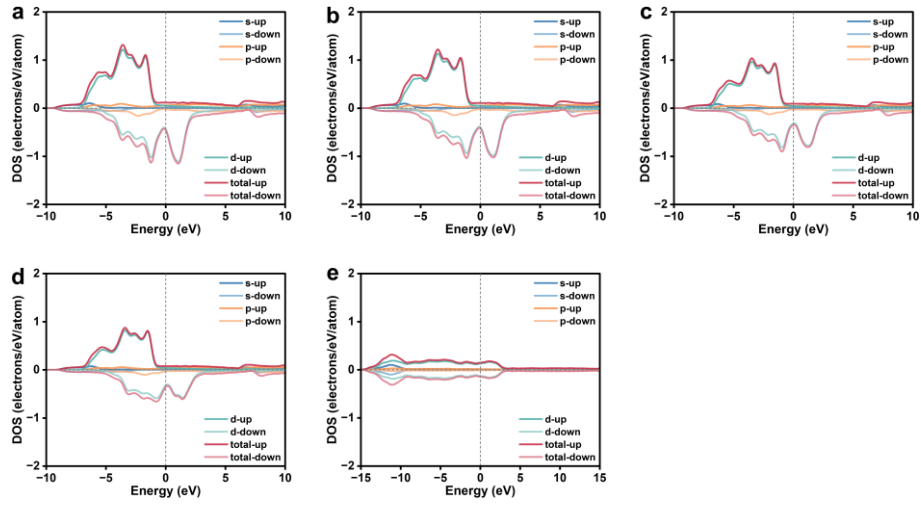 a
s-up
s-down
p-up
p-down
d-up
d-down
total-up
total-down
DOS (electrons/eV/atom)
2
1
0
−1
−2
−10
−5
0
5
10
Energy (eV)
b
s-up
s-down
p-up
p-down
d-up
d-down
total-up
total-down
DOS (electrons/eV/atom)
2
1
0
−1
−2
−10
−5
0
5
10
Energy (eV)
c
s-up
s-down
p-up
p-down
d-up
d-down
total-up
total-down
DOS (electrons/eV/atom)
2
1
0
−1
−2
−10
−5
0
5
10
Energy (eV)
d
s-up
s-down
p-up
p-down
d-up
d-down
total-up
total-down
DOS (electrons/eV/atom)
2
1
0
−1
−2
−10
−5
0
5
10
Energy (eV)
e
s-up
s-down
p-up
p-down
d-up
d-down
total-up
total-down
DOS (electrons/eV/atom)
2
1
0
−1
−2
−15
−10
−5
0
5
10
15
Energy (eV)